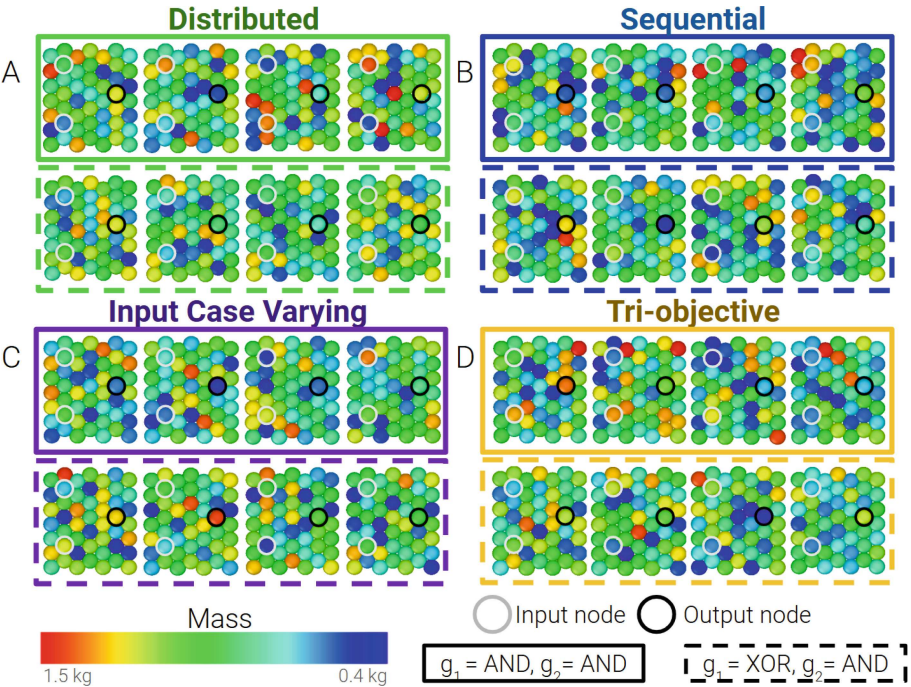 Distributed
Sequential
A
B
Input Case Varying
Tri-objective
C
D
Mass
1.5 kg
0.4 kg
Input node
Output node
g₁ = AND, g₂ = AND
g₁ = XOR, g₂ = AND